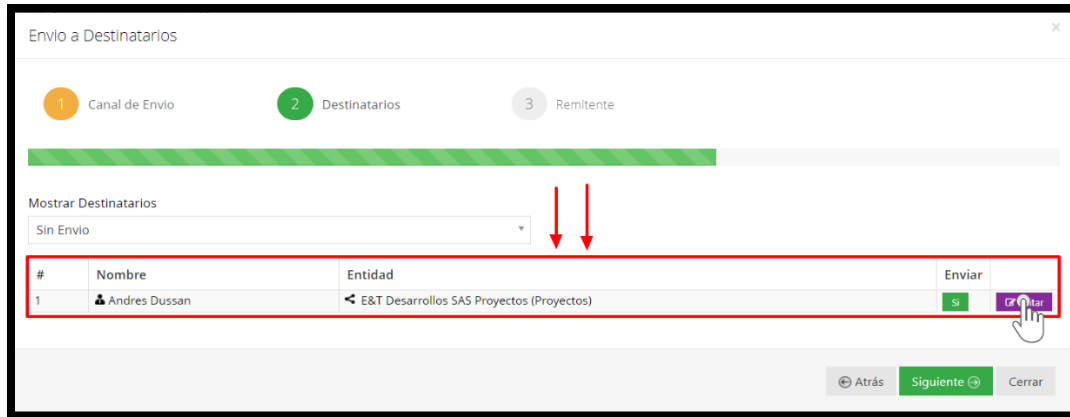 Envio a Destinatarios ×
1 Canal de Envio 2 Destinatarios 3 Remitente
Mostrar Destinatarios
Sin Envio
# Nombre Entidad Enviar
1 Andres Dussan E&T Desarrollos SAS Proyectos (Proyectos) Si
Atrás Siguiente Cerrar